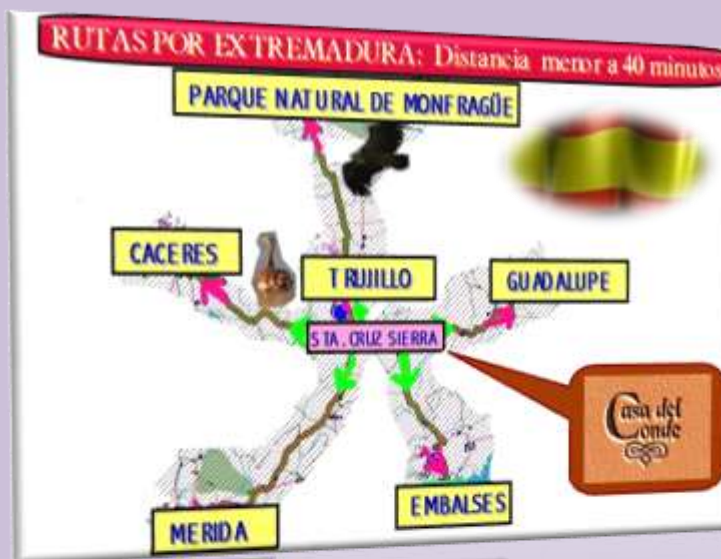 RUTAS POR EXTREMADURA: Distancia menor a 40 minutos
PARQUE NATURAL DE MONFRAGÜE
CACERES
TRUJILLO
GUADALUPE
STA. CRUZ SIERRA
Casa del
Conde
EMBALSES
MERIDA